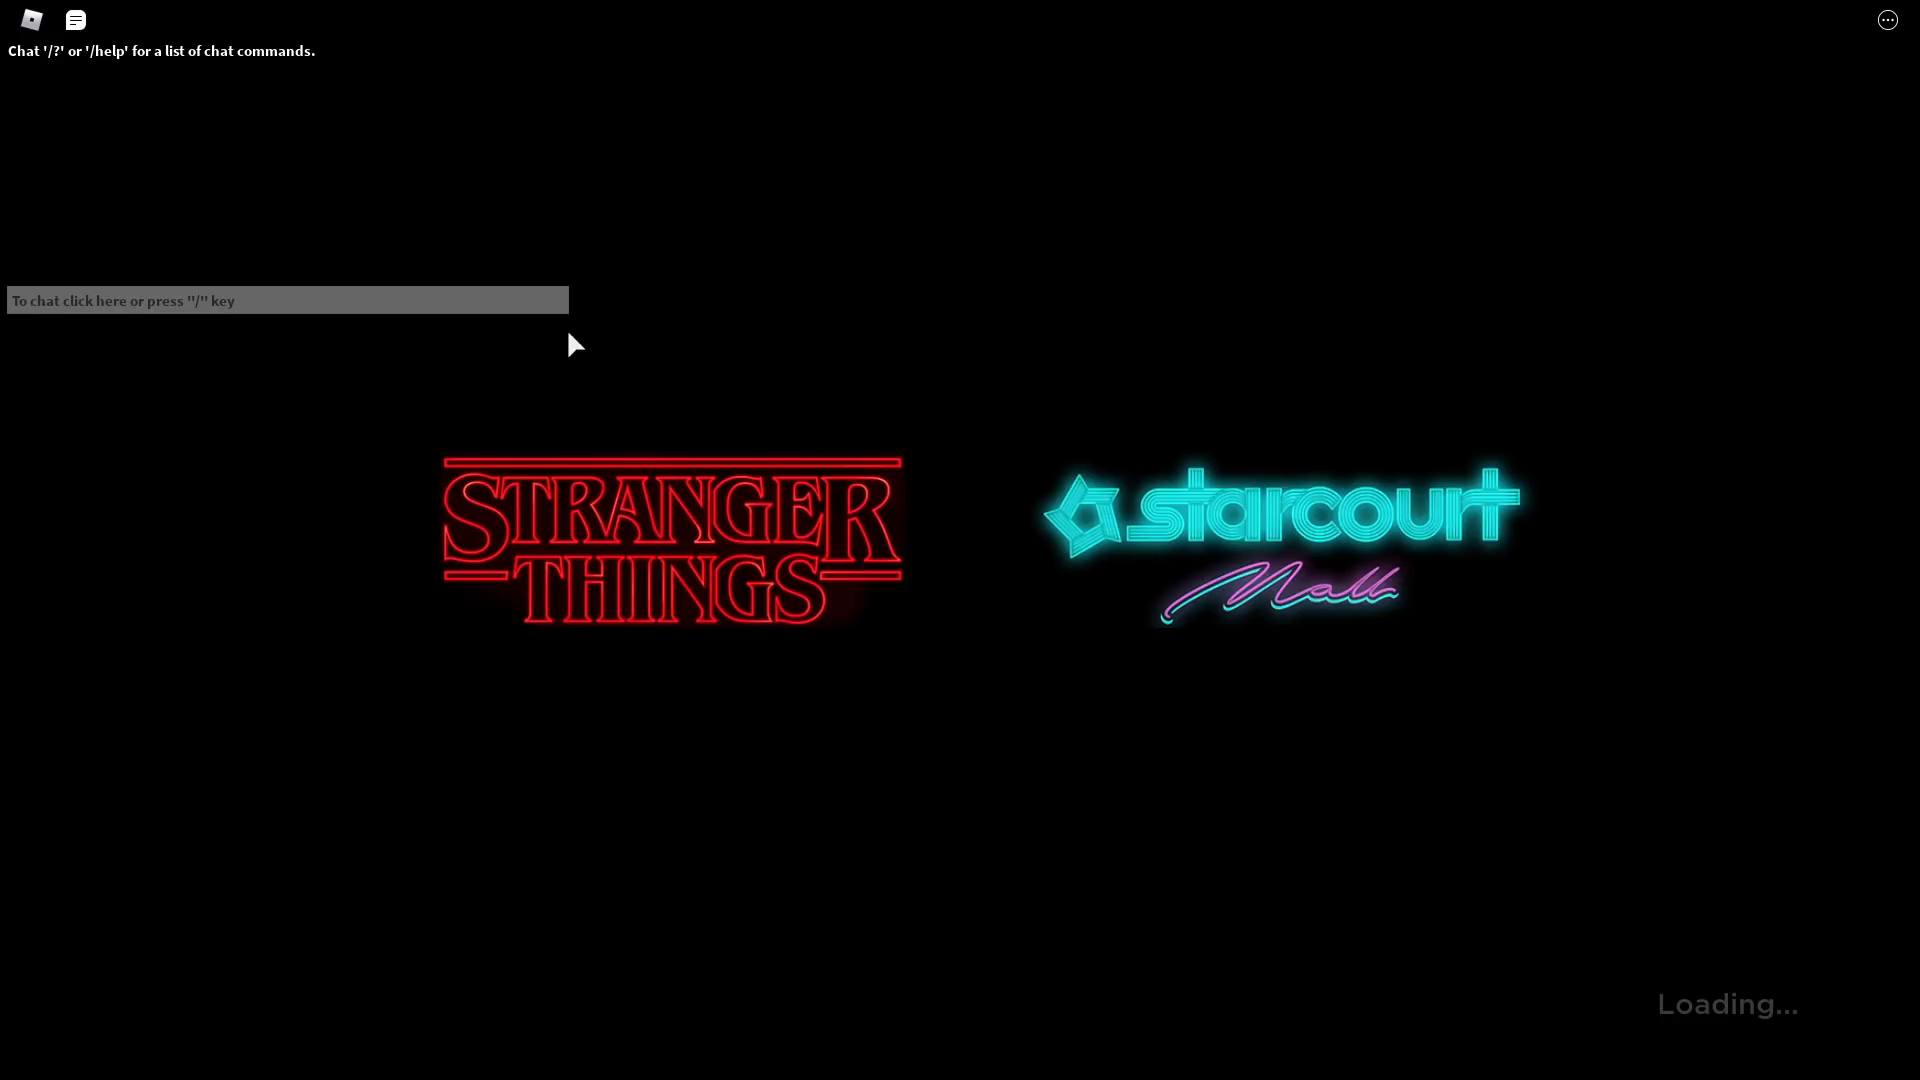 Chat '/?' or '/help' for a list of chat commands.
To chat click here or press "/" key
STRANGER
THINGS
starcourt
Mall
Loading...